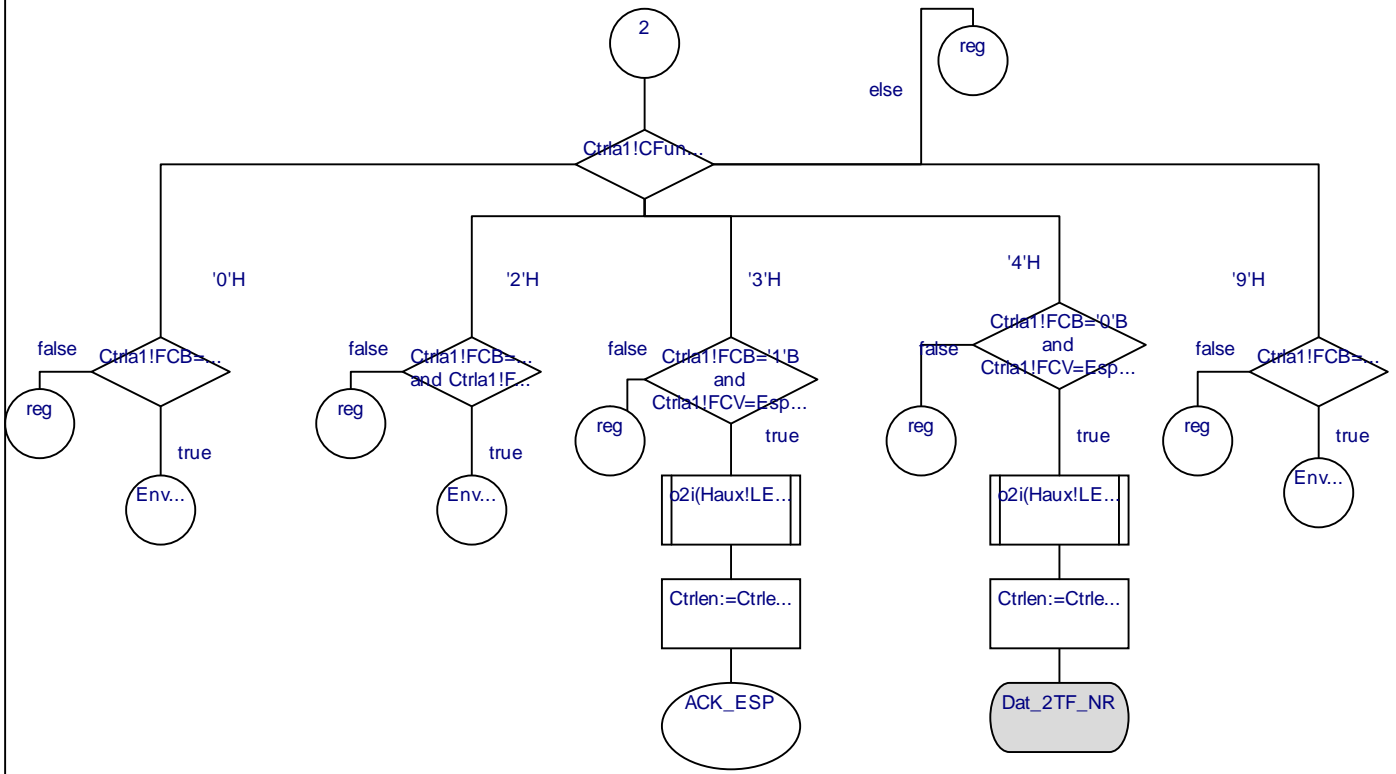 2
reg
else
Ctrla1!CFun...
'0'H
'2'H
'3'H
'4'H
'9'H
false
Ctrla1!FCB=...
false
Ctrla1!FCB=...
and Ctrla1!F...
false
Ctrla1!FCB='1'B
and
Ctrla1!FCV=Esp...
false
Ctrla1!FCB='0'B
and
Ctrla1!FCV=Esp...
false
Ctrla1!FCB=...
reg
reg
reg
reg
reg
true
true
true
true
true
Env...
Env...
o2i(Haux!LE...
o2i(Haux!LE...
Env...
Ctrlen:=Ctrle...
Ctrlen:=Ctrle...
ACK_ESP
Dat_2TF_NR